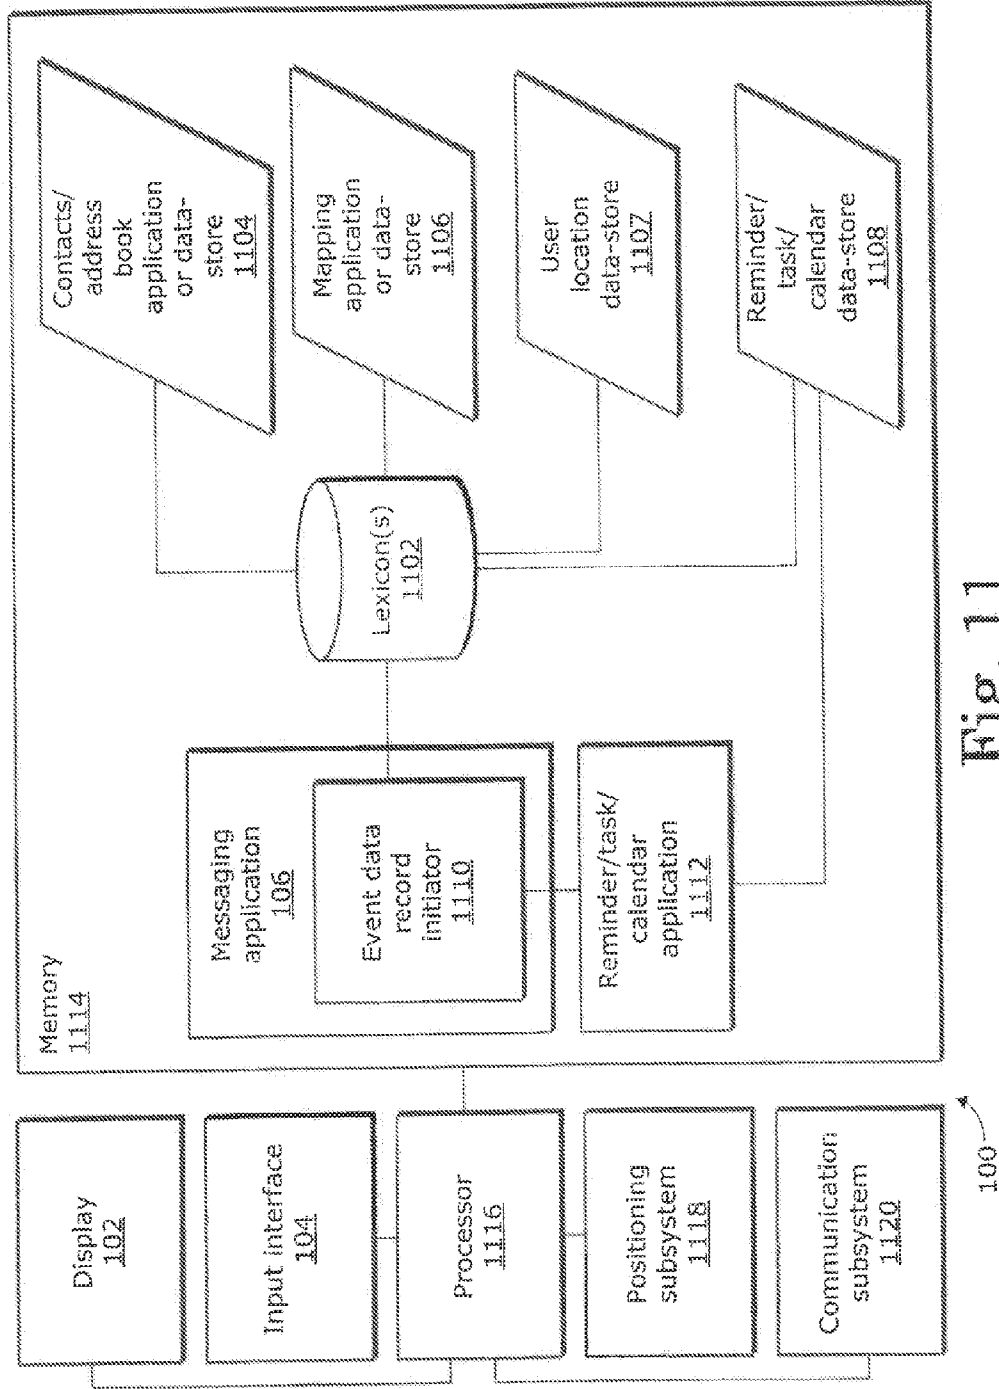 Display
102
Input interface
104
Processor
1116
Positioning
subsystem
1118
Communication
subsystem
1120
100
Memory
1114
Messaging
application
106
Event data
record
initiator
1110
Reminder/task/
calendar
application
1112
Lexicon(s)
1102
Contacts/
address
book
application
or data-
store
1104
Mapping
application
or data-
store
1106
User
location
data-store
1107
Reminder/
task/
calendar
data-store
1108
Fig. 11